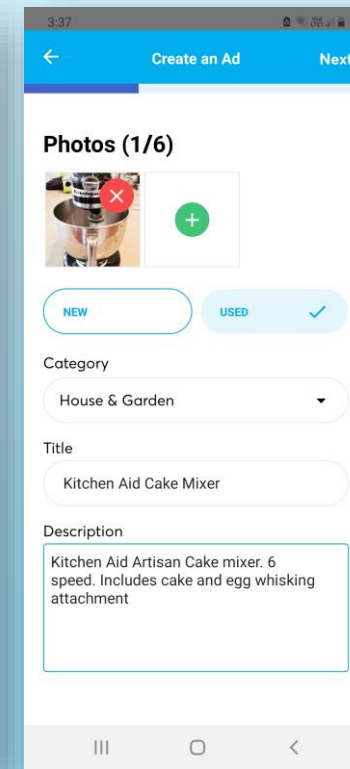 3:37
Create an Ad
Next
Photos (1/6)
NEW
USED
Category
House & Garden
Title
Kitchen Aid Cake Mixer
Description
Kitchen Aid Artisan Cake mixer. 6
speed. Includes cake and egg whisking
attachment